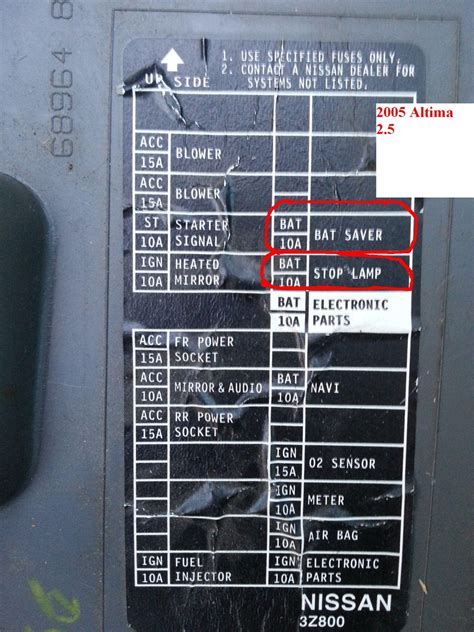 68964 8
1. USE SPECIFIED FUSES ONLY.
2. CONTACT A NISSAN DEALER FOR
SYSTEMS NOT LISTED.
UP SIDE
2005 Altima
2.5
ACC
15A BLOWER
ACC
15A BLOWER
ST STARTER BAT
10A SIGNAL 10A BAT SAVER
IGN HEATED BAT
10A MIRROR 10A STOP LAMP
BAT ELECTRONIC
10A PARTS
ACC FR POWER
15A SOCKET
ACC BAT
10A MIRROR & AUDIO 10A NAVI
ACC RR POWER
15A SOCKET
IGN
15A O2 SENSOR
IGN
10A METER
IGN
10A AIR BAG
IGN FUEL IGN ELECTRONIC
10A INJECTOR 10A PARTS
NISSAN
3Z800